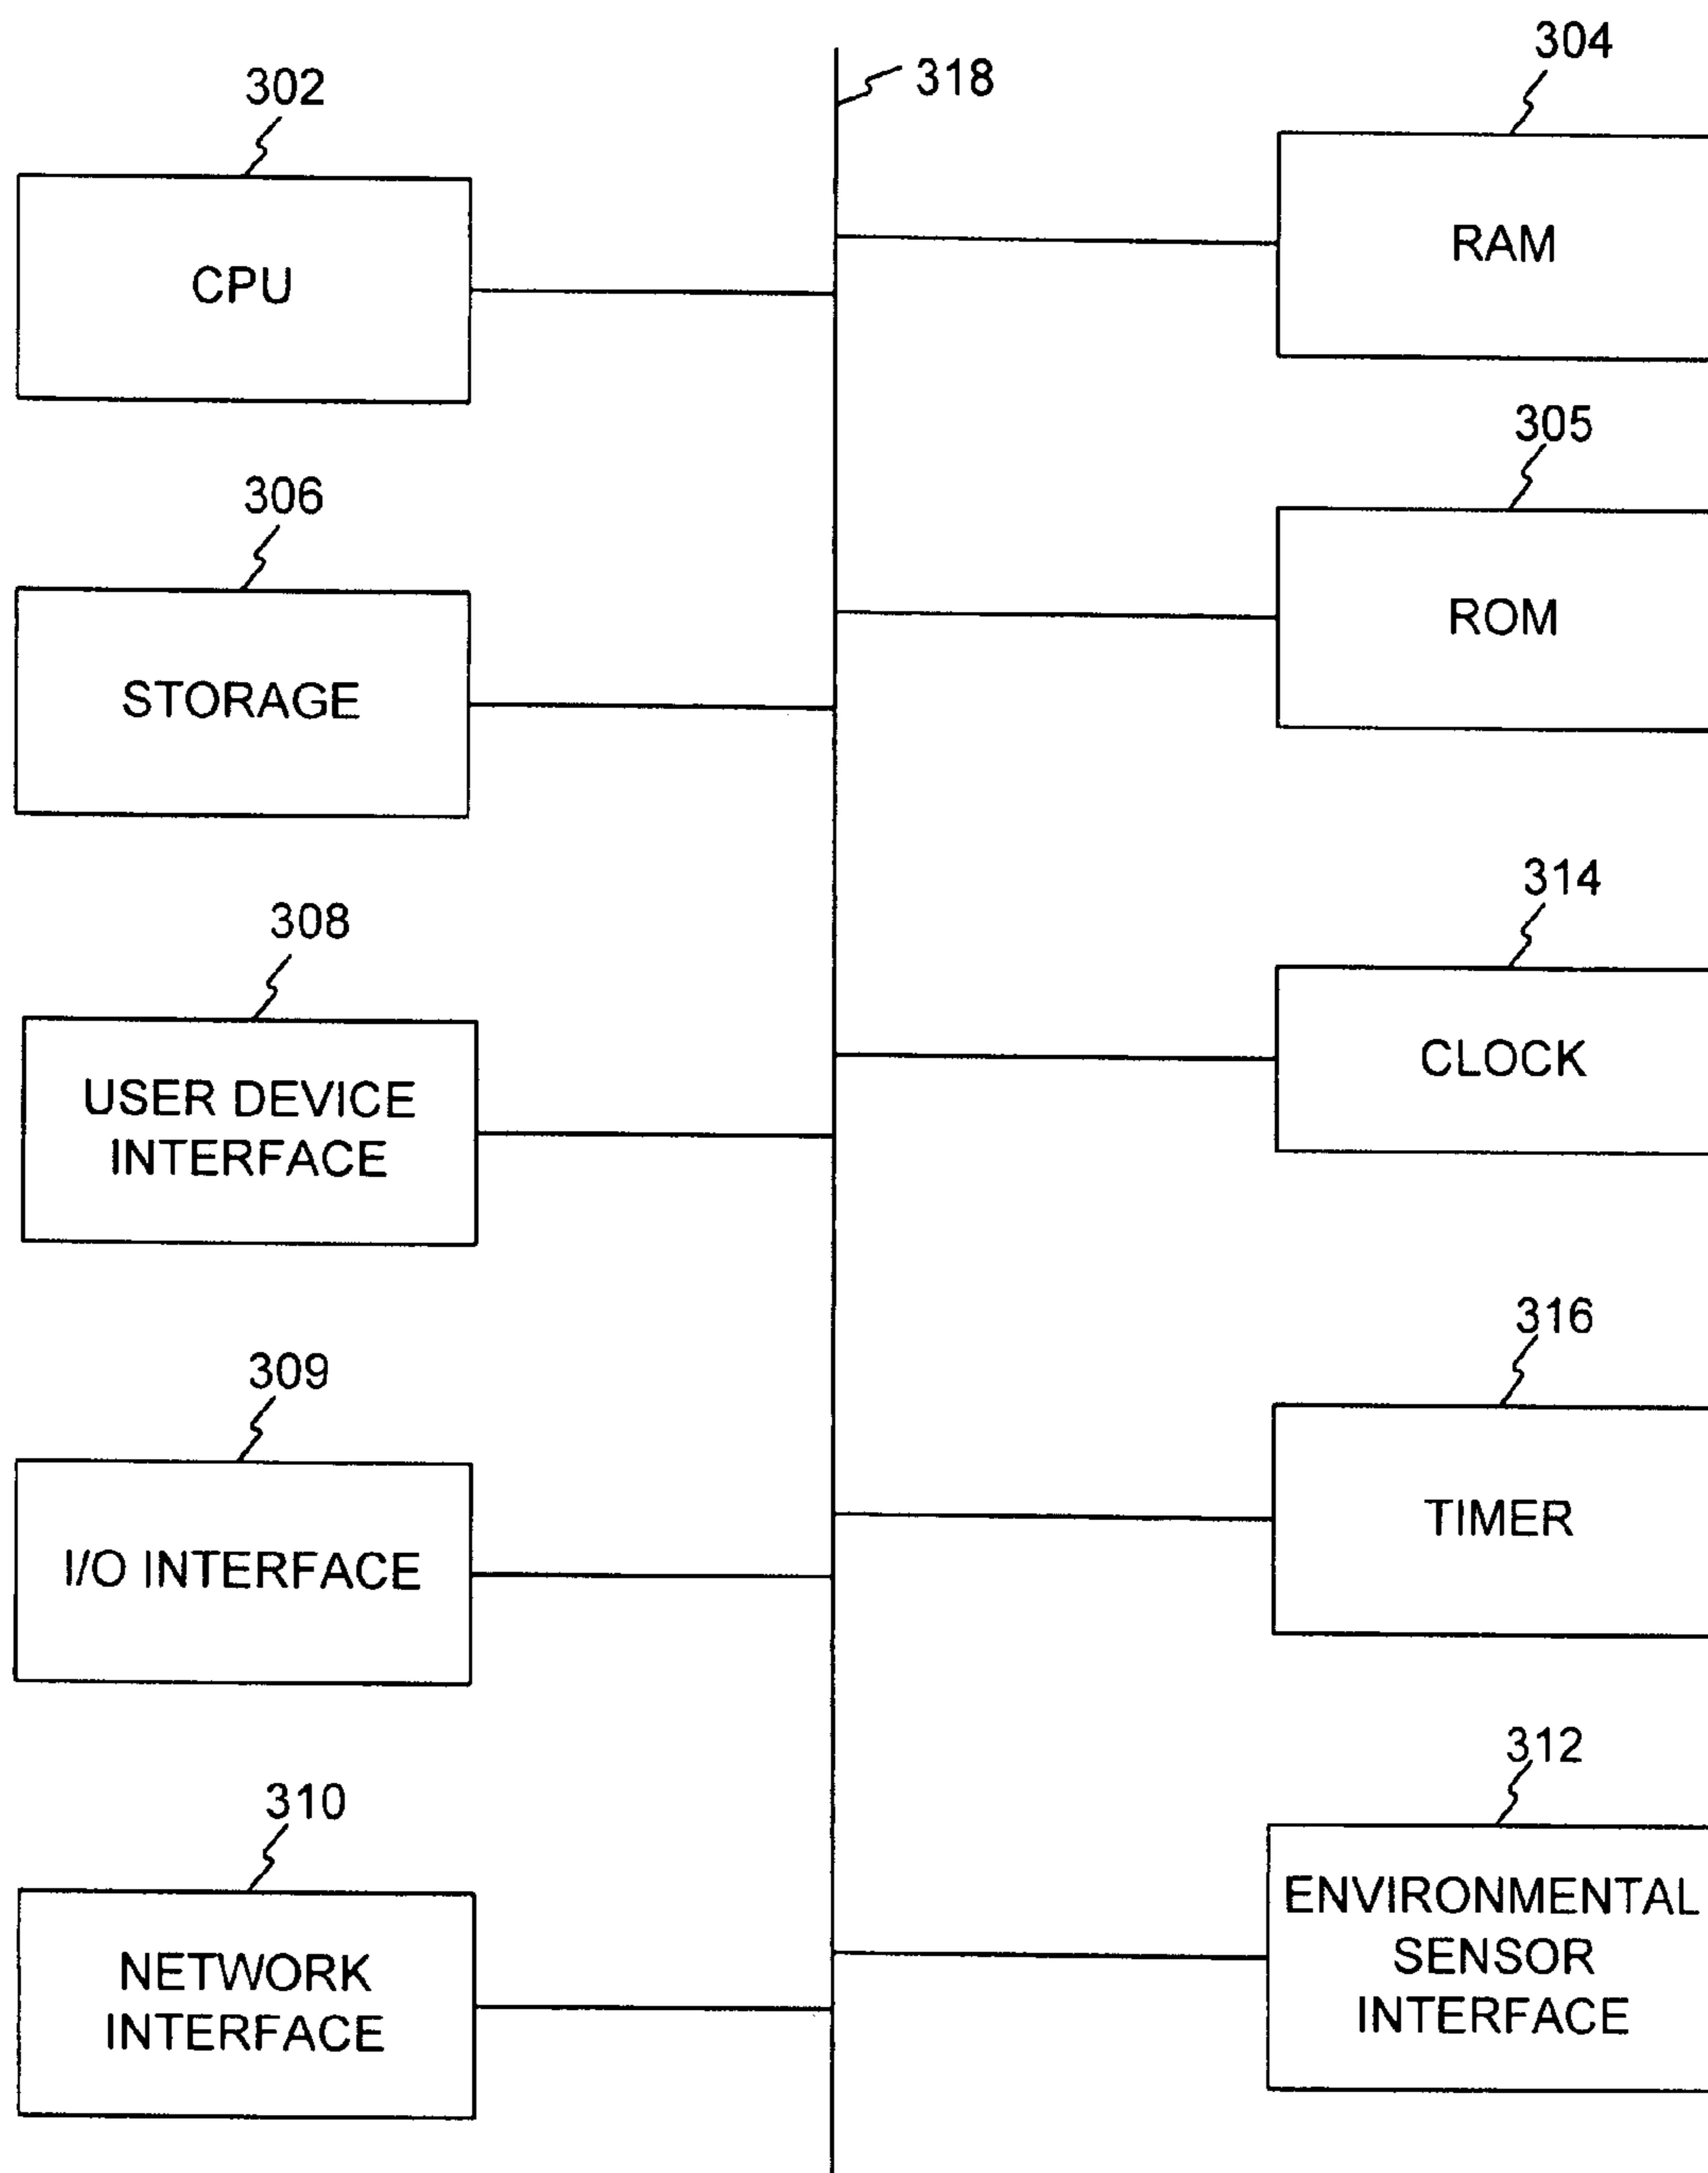 318
302
CPU
304
RAM
306
STORAGE
305
ROM
308
USER DEVICE
INTERFACE
314
CLOCK
309
I/O INTERFACE
316
TIMER
310
NETWORK
INTERFACE
312
ENVIRONMENTAL
SENSOR
INTERFACE